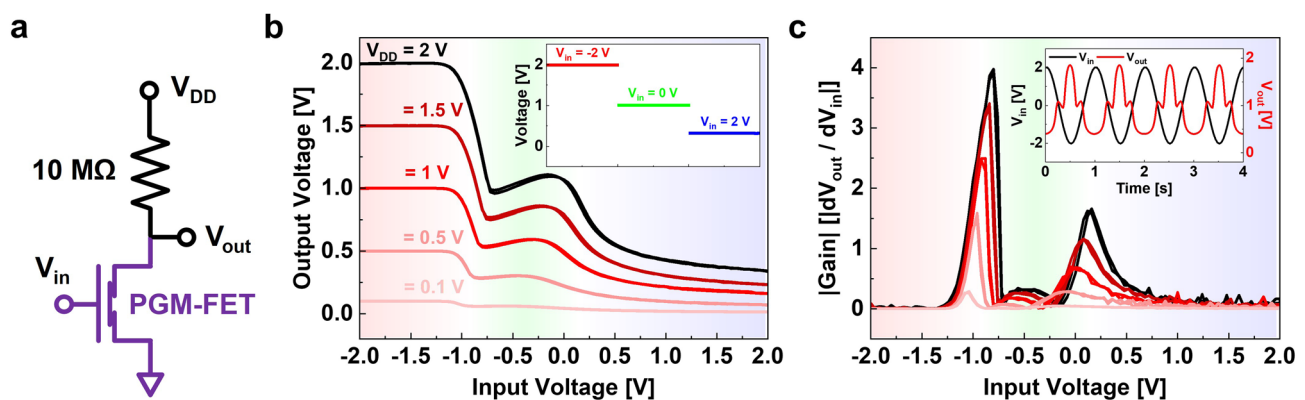 a
V_DD
10 MΩ
V_out
V_in
PGM-FET
b
Output Voltage [V]
2.0
1.5
1.0
0.5
0.0
V_DD = 2 V
= 1.5 V
= 1 V
= 0.5 V
= 0.1 V
Voltage [V]
2
1
0
V_in = -2 V
V_in = 0 V
V_in = 2 V
-2.0 -1.5 -1.0 -0.5 0.0 0.5 1.0 1.5 2.0
Input Voltage [V]
c
|Gain| [|dV_out / dV_in|]
4
3
2
1
0
V_in V_out
V_in [V]
2
0
-2
2
1
0
V_out [V]
0 1 2 3 4
Time [s]
-2.0 -1.5 -1.0 -0.5 0.0 0.5 1.0 1.5 2.0
Input Voltage [V]